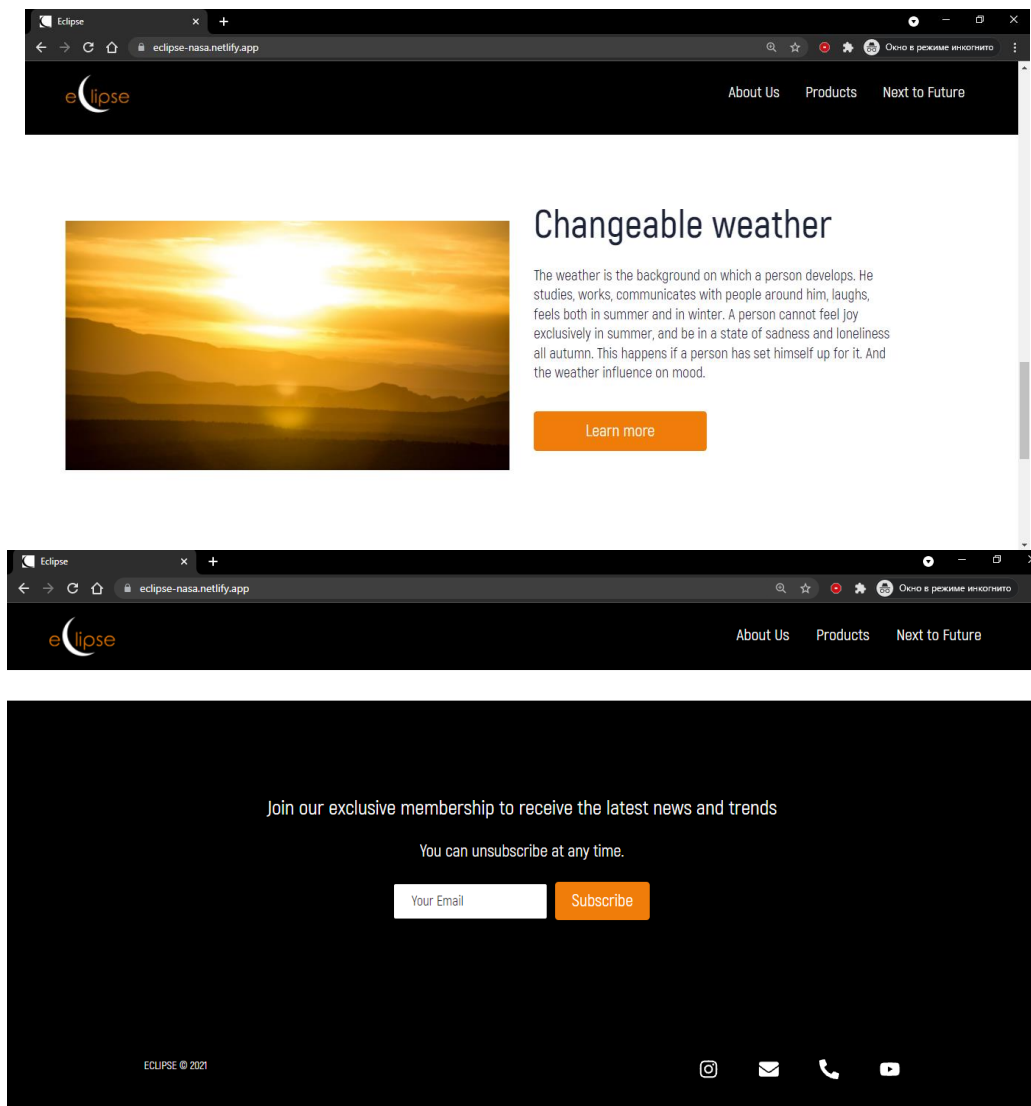 Eclipse
eclipse-nasa.netlify.app
Окно в режиме инкогнито
eclipse
About Us Products Next to Future
Changeable weather
The weather is the background on which a person develops. He
studies, works, communicates with people around him, laughs,
feels both in summer and in winter. A person cannot feel joy
exclusively in summer, and be in a state of sadness and loneliness
all autumn. This happens if a person has set himself up for it. And
the weather influence on mood.
Learn more
Eclipse
eclipse-nasa.netlify.app
Окно в режиме инкогнито
eclipse
About Us Products Next to Future
Join our exclusive membership to receive the latest news and trends
You can unsubscribe at any time.
Your Email Subscribe
ECLIPSE © 2021